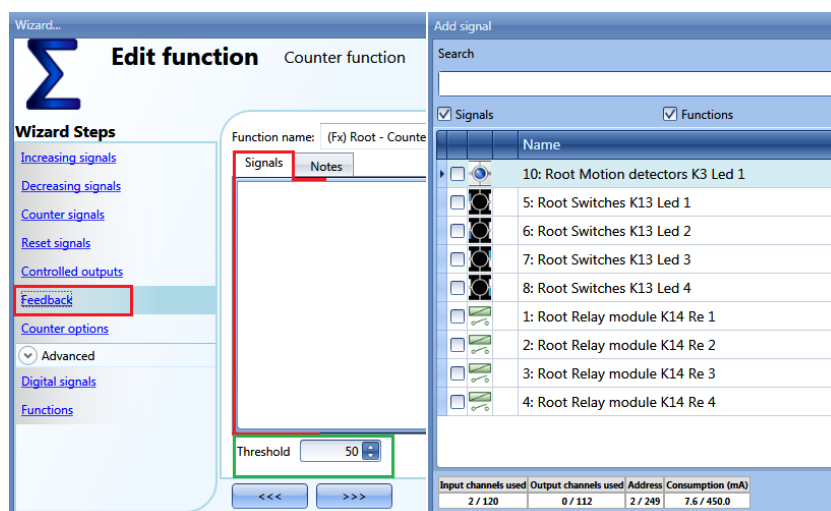 Wizard...
Edit function Counter function
Wizard Steps
Increasing signals
Decreasing signals
Counter signals
Reset signals
Controlled outputs
Feedback
Counter options
Advanced
Digital signals
Functions
Function name: (Fx) Root - Counte
Signals Notes
Threshold 50
<<< >>>
Add signal
Search
Signals Functions
Name
10: Root Motion detectors K3 Led 1
5: Root Switches K13 Led 1
6: Root Switches K13 Led 2
7: Root Switches K13 Led 3
8: Root Switches K13 Led 4
1: Root Relay module K14 Re 1
2: Root Relay module K14 Re 2
3: Root Relay module K14 Re 3
4: Root Relay module K14 Re 4
Input channels used Output channels used Address Consumption (mA)
2 / 120 0 / 112 2 / 249 7.6 / 450.0